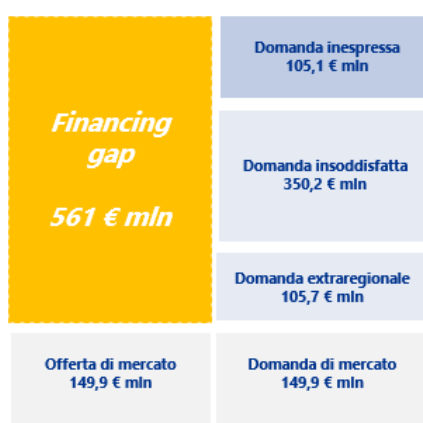 Financing
gap
561 € mln
Domanda inespressa
105,1 € mln
Domanda insoddisfatta
350,2 € mln
Domanda extraregionale
105,7 € mln
Offerta di mercato
149,9 € mln
Domanda di mercato
149,9 € mln